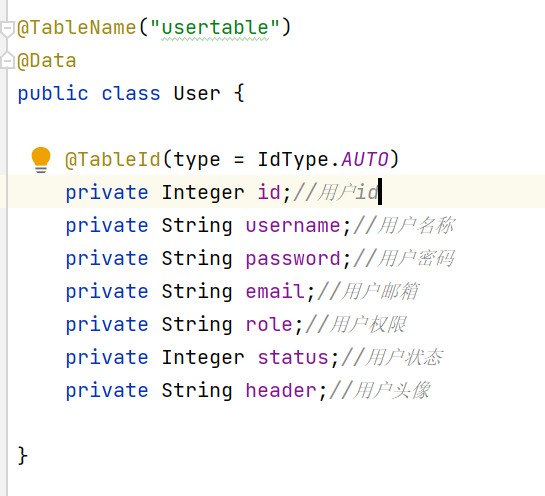 @TableName("usertable")
@Data
public class User {
@TableId(type = IdType.AUTO)
private Integer id;//用户id
private String username;//用户名称
private String password;//用户密码
private String email;//用户邮箱
private String role;//用户权限
private Integer status;//用户状态
private String header;//用户头像
}